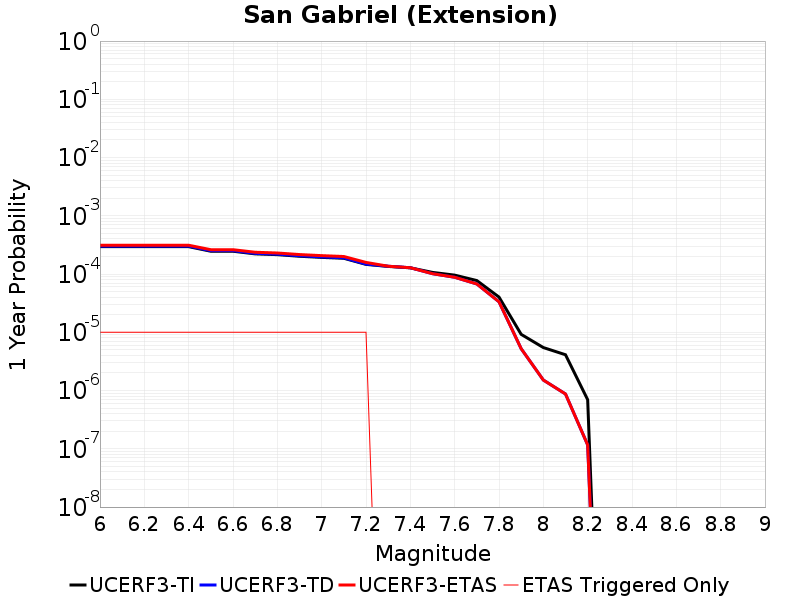 San Gabriel (Extension)
10^0
10^-1
10^-2
10^-3
10^-4
10^-5
10^-6
10^-7
10^-8
1 Year Probability
6 6.2 6.4 6.6 6.8 7 7.2 7.4 7.6 7.8 8 8.2 8.4 8.6 8.8 9
Magnitude
UCERF3-TI UCERF3-TD UCERF3-ETAS ETAS Triggered Only